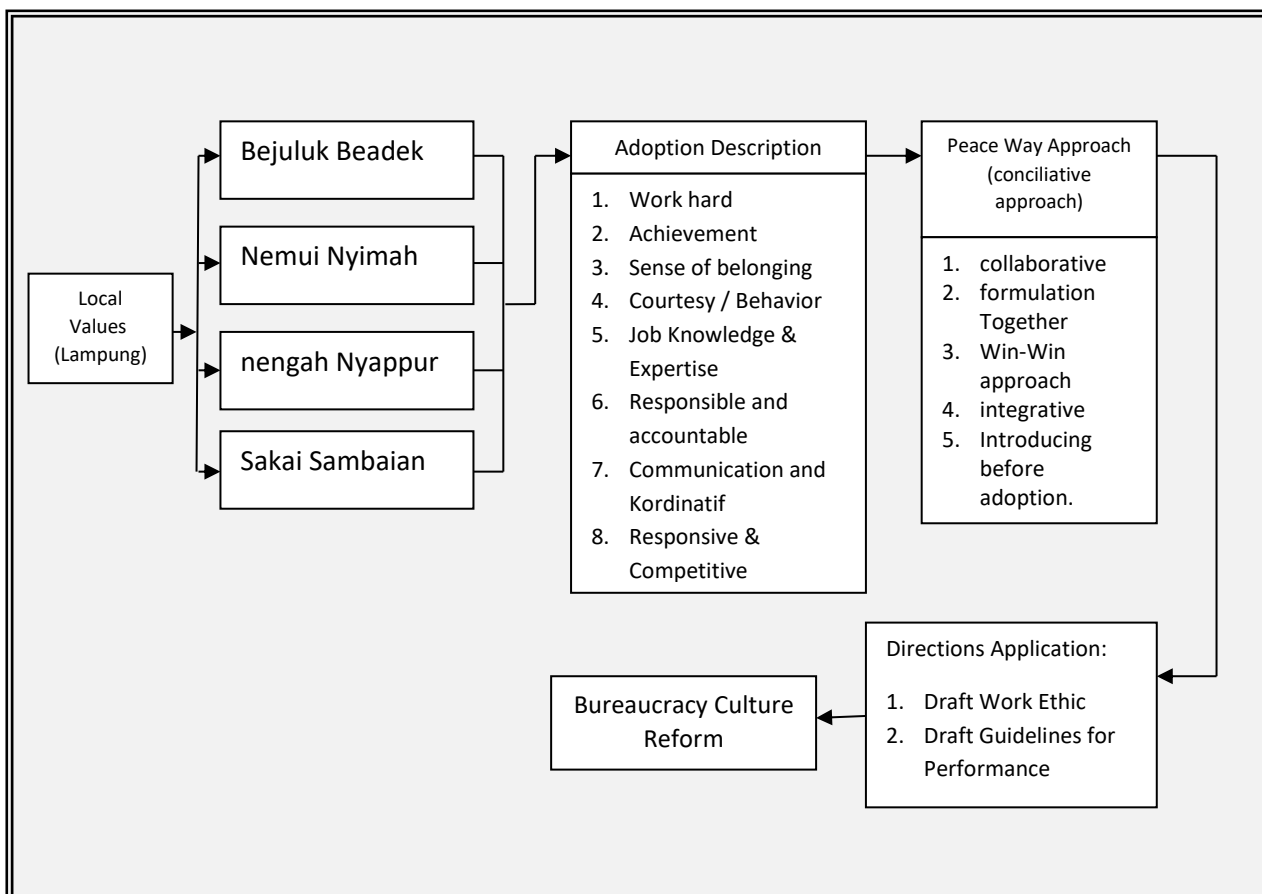 Local
Values
(Lampung)
Bejuluk Beadek
Nemui Nyimah
nengah Nyappur
Sakai Sambaian
Adoption Description
1. Work hard
2. Achievement
3. Sense of belonging
4. Courtesy / Behavior
5. Job Knowledge &
Expertise
6. Responsible and
accountable
7. Communication and
Kordinatif
8. Responsive &
Competitive
Peace Way Approach
(conciliative
approach)
1. collaborative
2. formulation
Together
3. Win-Win
approach
4. integrative
5. Introducing
before
adoption.
Directions Application:
1. Draft Work Ethic
2. Draft Guidelines for
Performance
Bureaucracy Culture
Reform